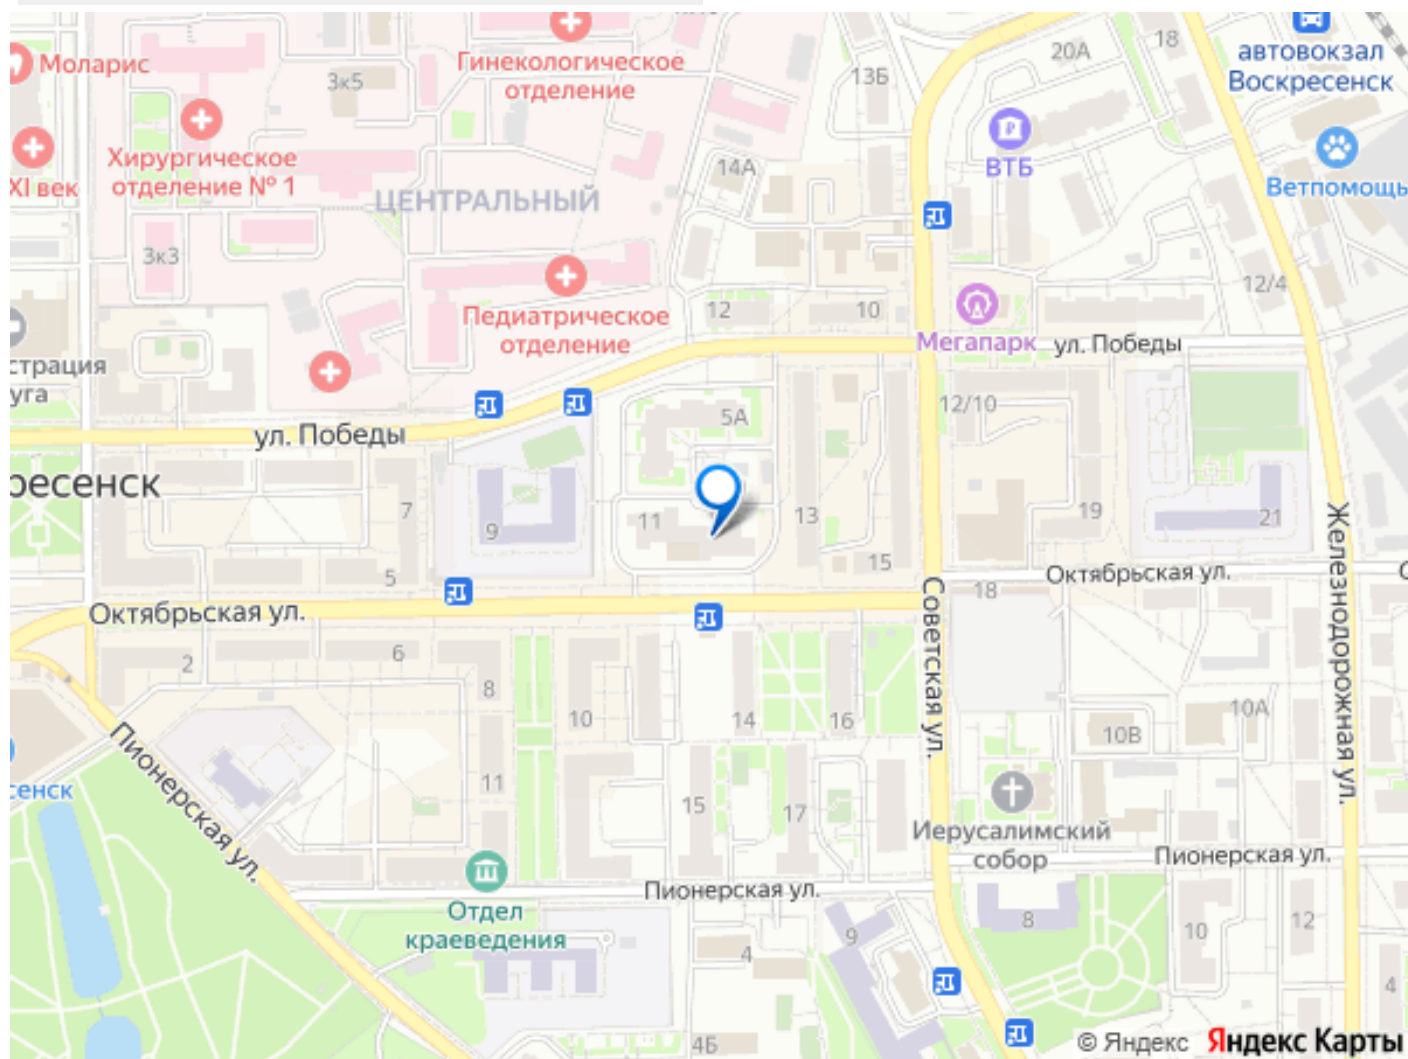 Моларис
3к5
Гинекологическое
отделение
13Б
20А
18
автовокзал
Воскресенск
XI век
Хирургическое
отделение № 1
ЦЕНТРАЛЬНЫЙ
14А
ВТБ
Ветпомощь
3к3
12/4
Педиатрическое
отделение
12
10
Мегапарк
ул. Победы
страция
уга
ул. Победы
5А
12/10
ресенск
7
9
11
13
15
19
21
5
Октябрьская ул.
Октябрьская ул.
18
Советская ул.
Железнодорожная ул.
2
6
8
10
14
16
10В
10А
Пионерская ул.
11
15
17
сенск
Иерусалимский
собор
Пионерская ул.
Пионерская ул.
Отдел
краеведения
9
8
10
12
4
4
4Б
© Яндекс Яндекс Карты